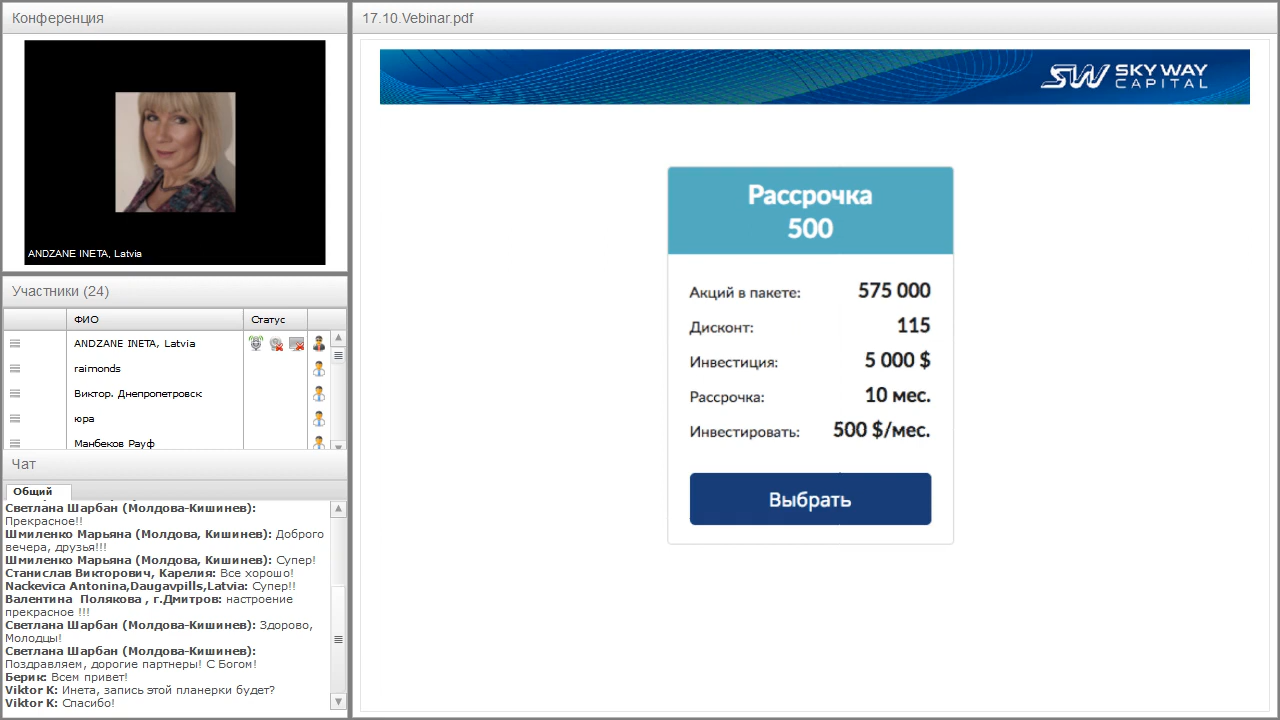 Конференция
ANDZANE INETA, Latvia
Участники (24)
ФИО
Статус
ANDZANE INETA, Latvia
raimonds
Виктор. Днепропетровск
юра
Манбеков Рауф
Чат
Общий
Светлана Шарбан (Молдова-Кишинев):
Прекрасное!!
Шмиленко Марьяна (Молдова, Кишинев): Доброго
вечера, друзья!!!
Шмиленко Марьяна (Молдова, Кишинев): Супер!
Станислав Викторович, Карелия: Все хорошо!
Nackevica Antonina,Daugavpills,Latvia: Супер!!
Валентина Полякова , г.Дмитров: настроение
прекрасное !!!
Светлана Шарбан (Молдова-Кишинев): Здорово,
Молодцы!
Светлана Шарбан (Молдова-Кишинев):
Поздравляем, дорогие партнеры! С Богом!
Берик: Всем привет!
Viktor K: Инета, запись этой планерки будет?
Viktor K: Спасибо!
17.10.Vebinar.pdf
SW SKY WAY
CAPITAL
Рассрочка
500
Акций в пакете: 575 000
Дисконт: 115
Инвестиция: 5 000 $
Рассрочка: 10 мес.
Инвестировать: 500 $/мес.
Выбрать